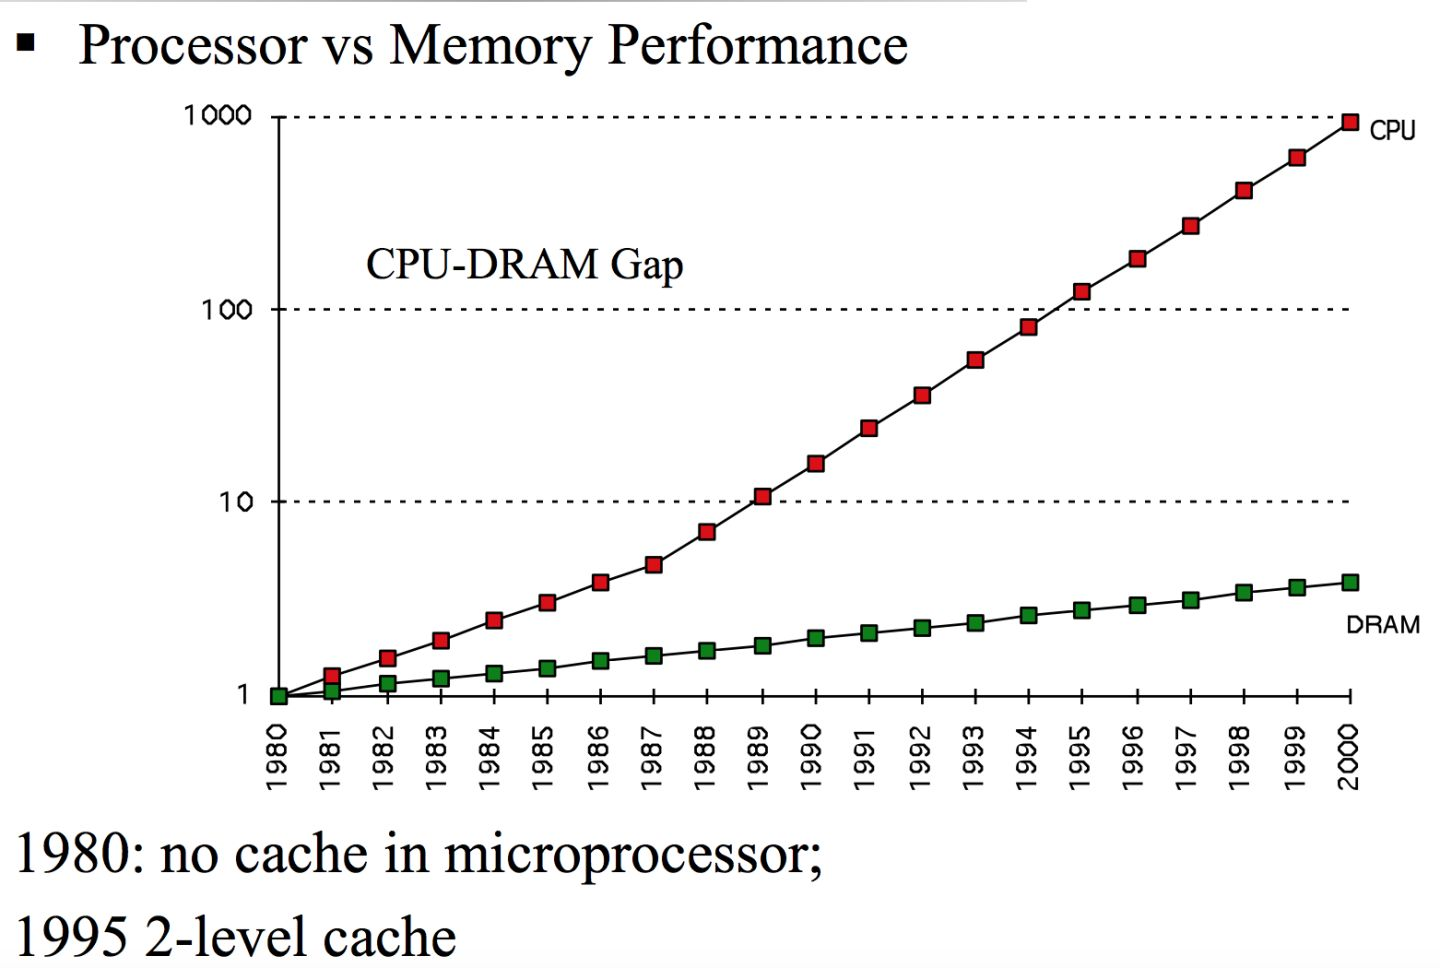 ▪ Processor vs Memory Performance
1000
CPU
CPU-DRAM Gap
100
10
DRAM
1
1980 1981 1982 1983 1984 1985 1986 1987 1988 1989 1990 1991 1992 1993 1994 1995 1996 1997 1998 1999 2000
1980: no cache in microprocessor;
1995 2-level cache